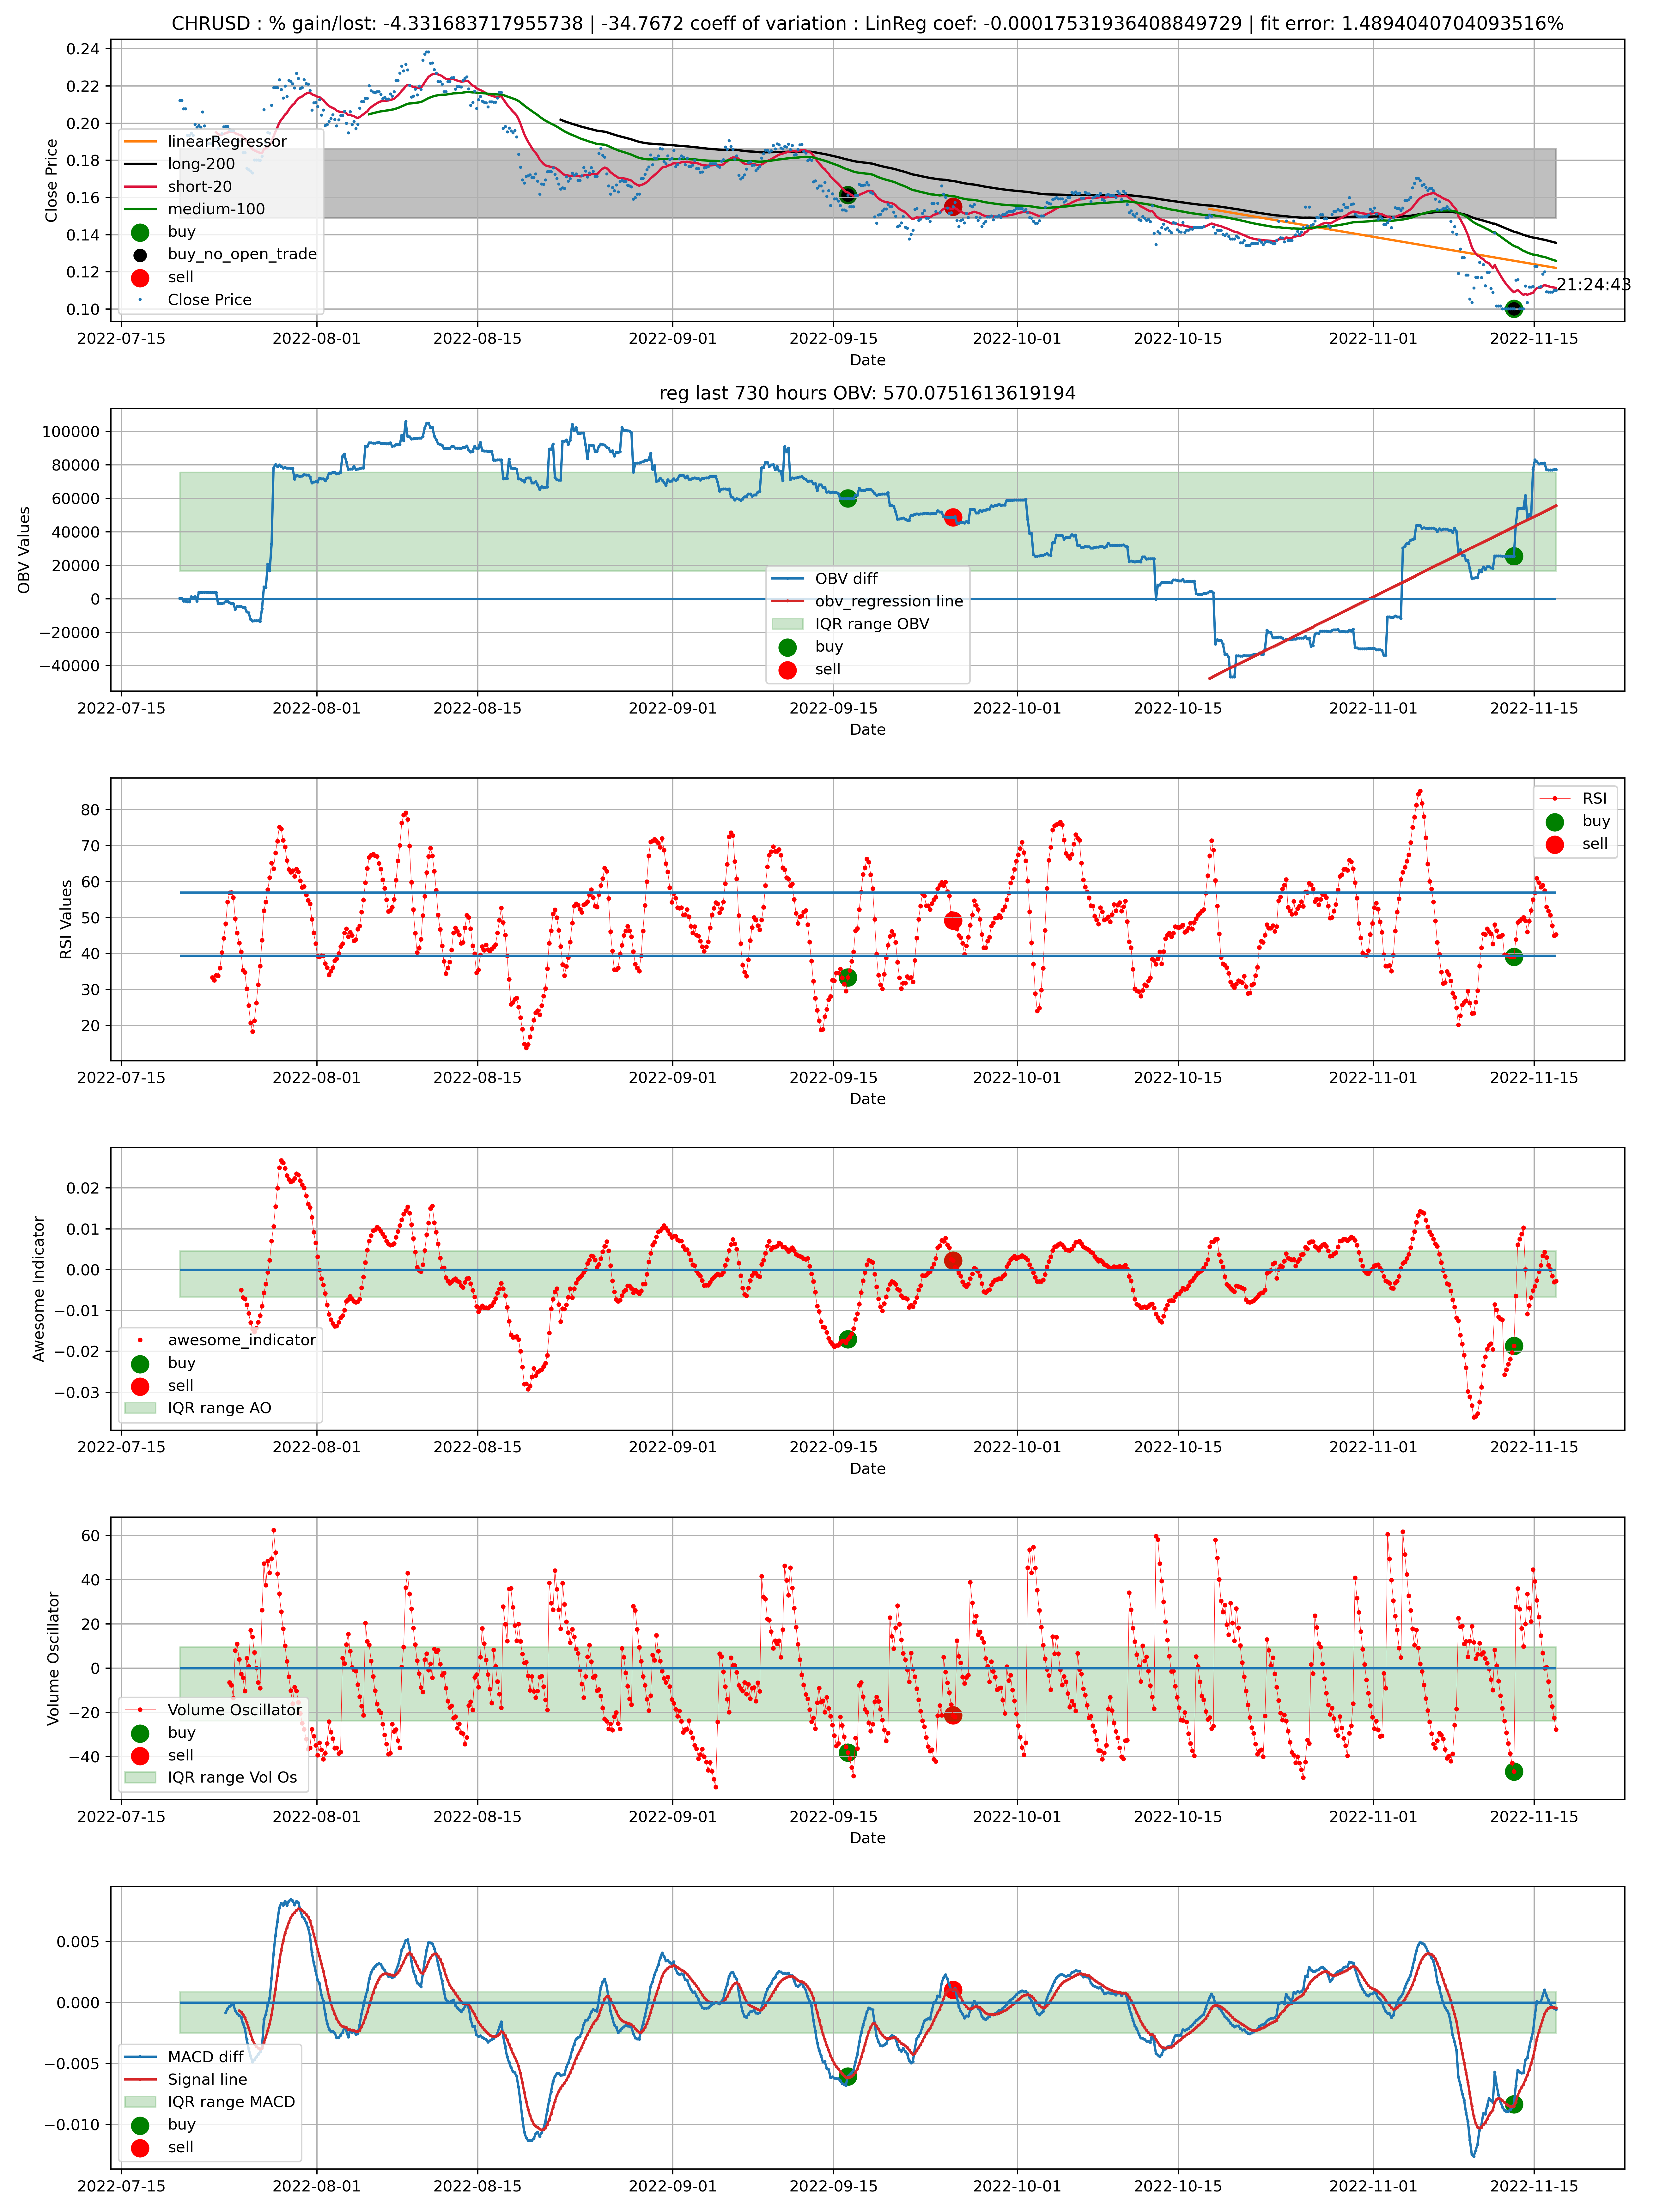 CHRUSD : % gain/lost: -4.331683717955738 | -34.7672 coeff of variation : LinReg coef: -0.00017531936408849729 | fit error: 1.4894040704093516%
0.24
0.22
0.20
0.18
0.16
0.14
0.12
0.10
Close Price
linearRegressor
long-200
short-20
medium-100
buy
buy_no_open_trade
sell
Close Price
21:24:43
2022-07-15 2022-08-01 2022-08-15 2022-09-01 2022-09-15 2022-10-01 2022-10-15 2022-11-01 2022-11-15
Date
reg last 730 hours OBV: 570.0751613619194
100000
80000
60000
40000
20000
0
−20000
−40000
OBV Values
OBV diff
obv_regression line
IQR range OBV
buy
sell
2022-07-15 2022-08-01 2022-08-15 2022-09-01 2022-09-15 2022-10-01 2022-10-15 2022-11-01 2022-11-15
Date
80
70
60
50
40
30
20
RSI Values
RSI
buy
sell
2022-07-15 2022-08-01 2022-08-15 2022-09-01 2022-09-15 2022-10-01 2022-10-15 2022-11-01 2022-11-15
Date
0.02
0.01
0.00
−0.01
−0.02
−0.03
Awesome Indicator
awesome_indicator
buy
sell
IQR range AO
2022-07-15 2022-08-01 2022-08-15 2022-09-01 2022-09-15 2022-10-01 2022-10-15 2022-11-01 2022-11-15
Date
60
40
20
0
−20
−40
Volume Oscillator
Volume Oscillator
buy
sell
IQR range Vol Os
2022-07-15 2022-08-01 2022-08-15 2022-09-01 2022-09-15 2022-10-01 2022-10-15 2022-11-01 2022-11-15
Date
0.005
0.000
−0.005
−0.010
MACD diff
Signal line
IQR range MACD
buy
sell
2022-07-15 2022-08-01 2022-08-15 2022-09-01 2022-09-15 2022-10-01 2022-10-15 2022-11-01 2022-11-15